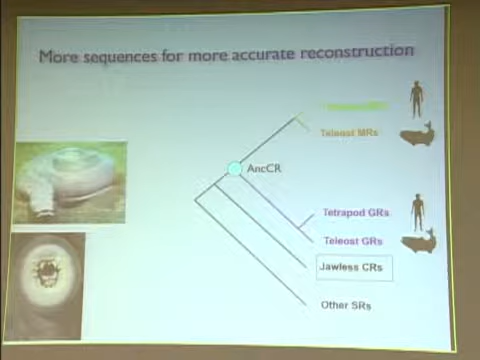 More sequences for more accurate reconstruction
Teleost MRs
AncCR
Tetrapod GRs
Teleost GRs
Jawless CRs
Other SRs